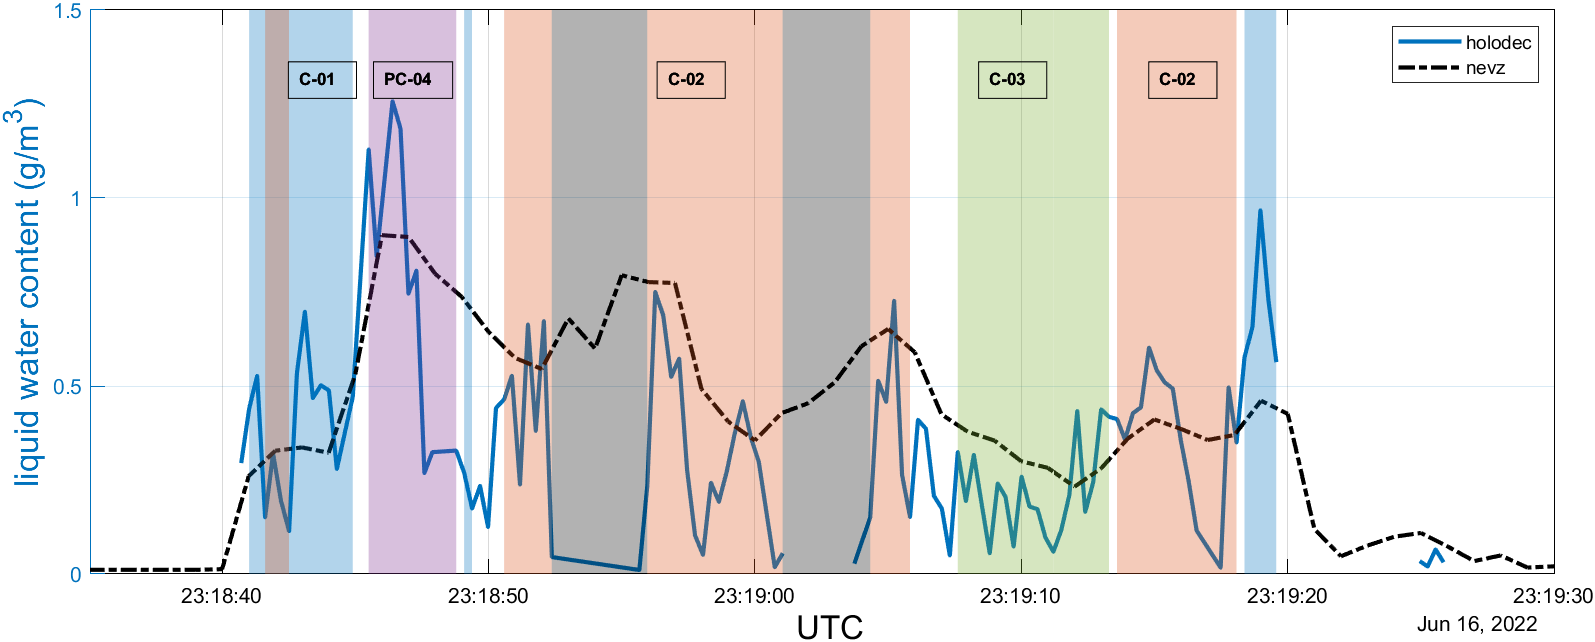 1.5
1
0.5
0
liquid water content (g/m³)
C-01
PC-04
C-02
C-03
C-02
holodec
nevz
23:18:40
23:18:50
23:19:00
23:19:10
23:19:20
23:19:30
UTC
Jun 16, 2022